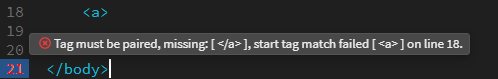 18 <a>
19
20 Tag must be paired, missing: [ </a> ], start tag match failed [ <a> ] on line 18.
21 </body>